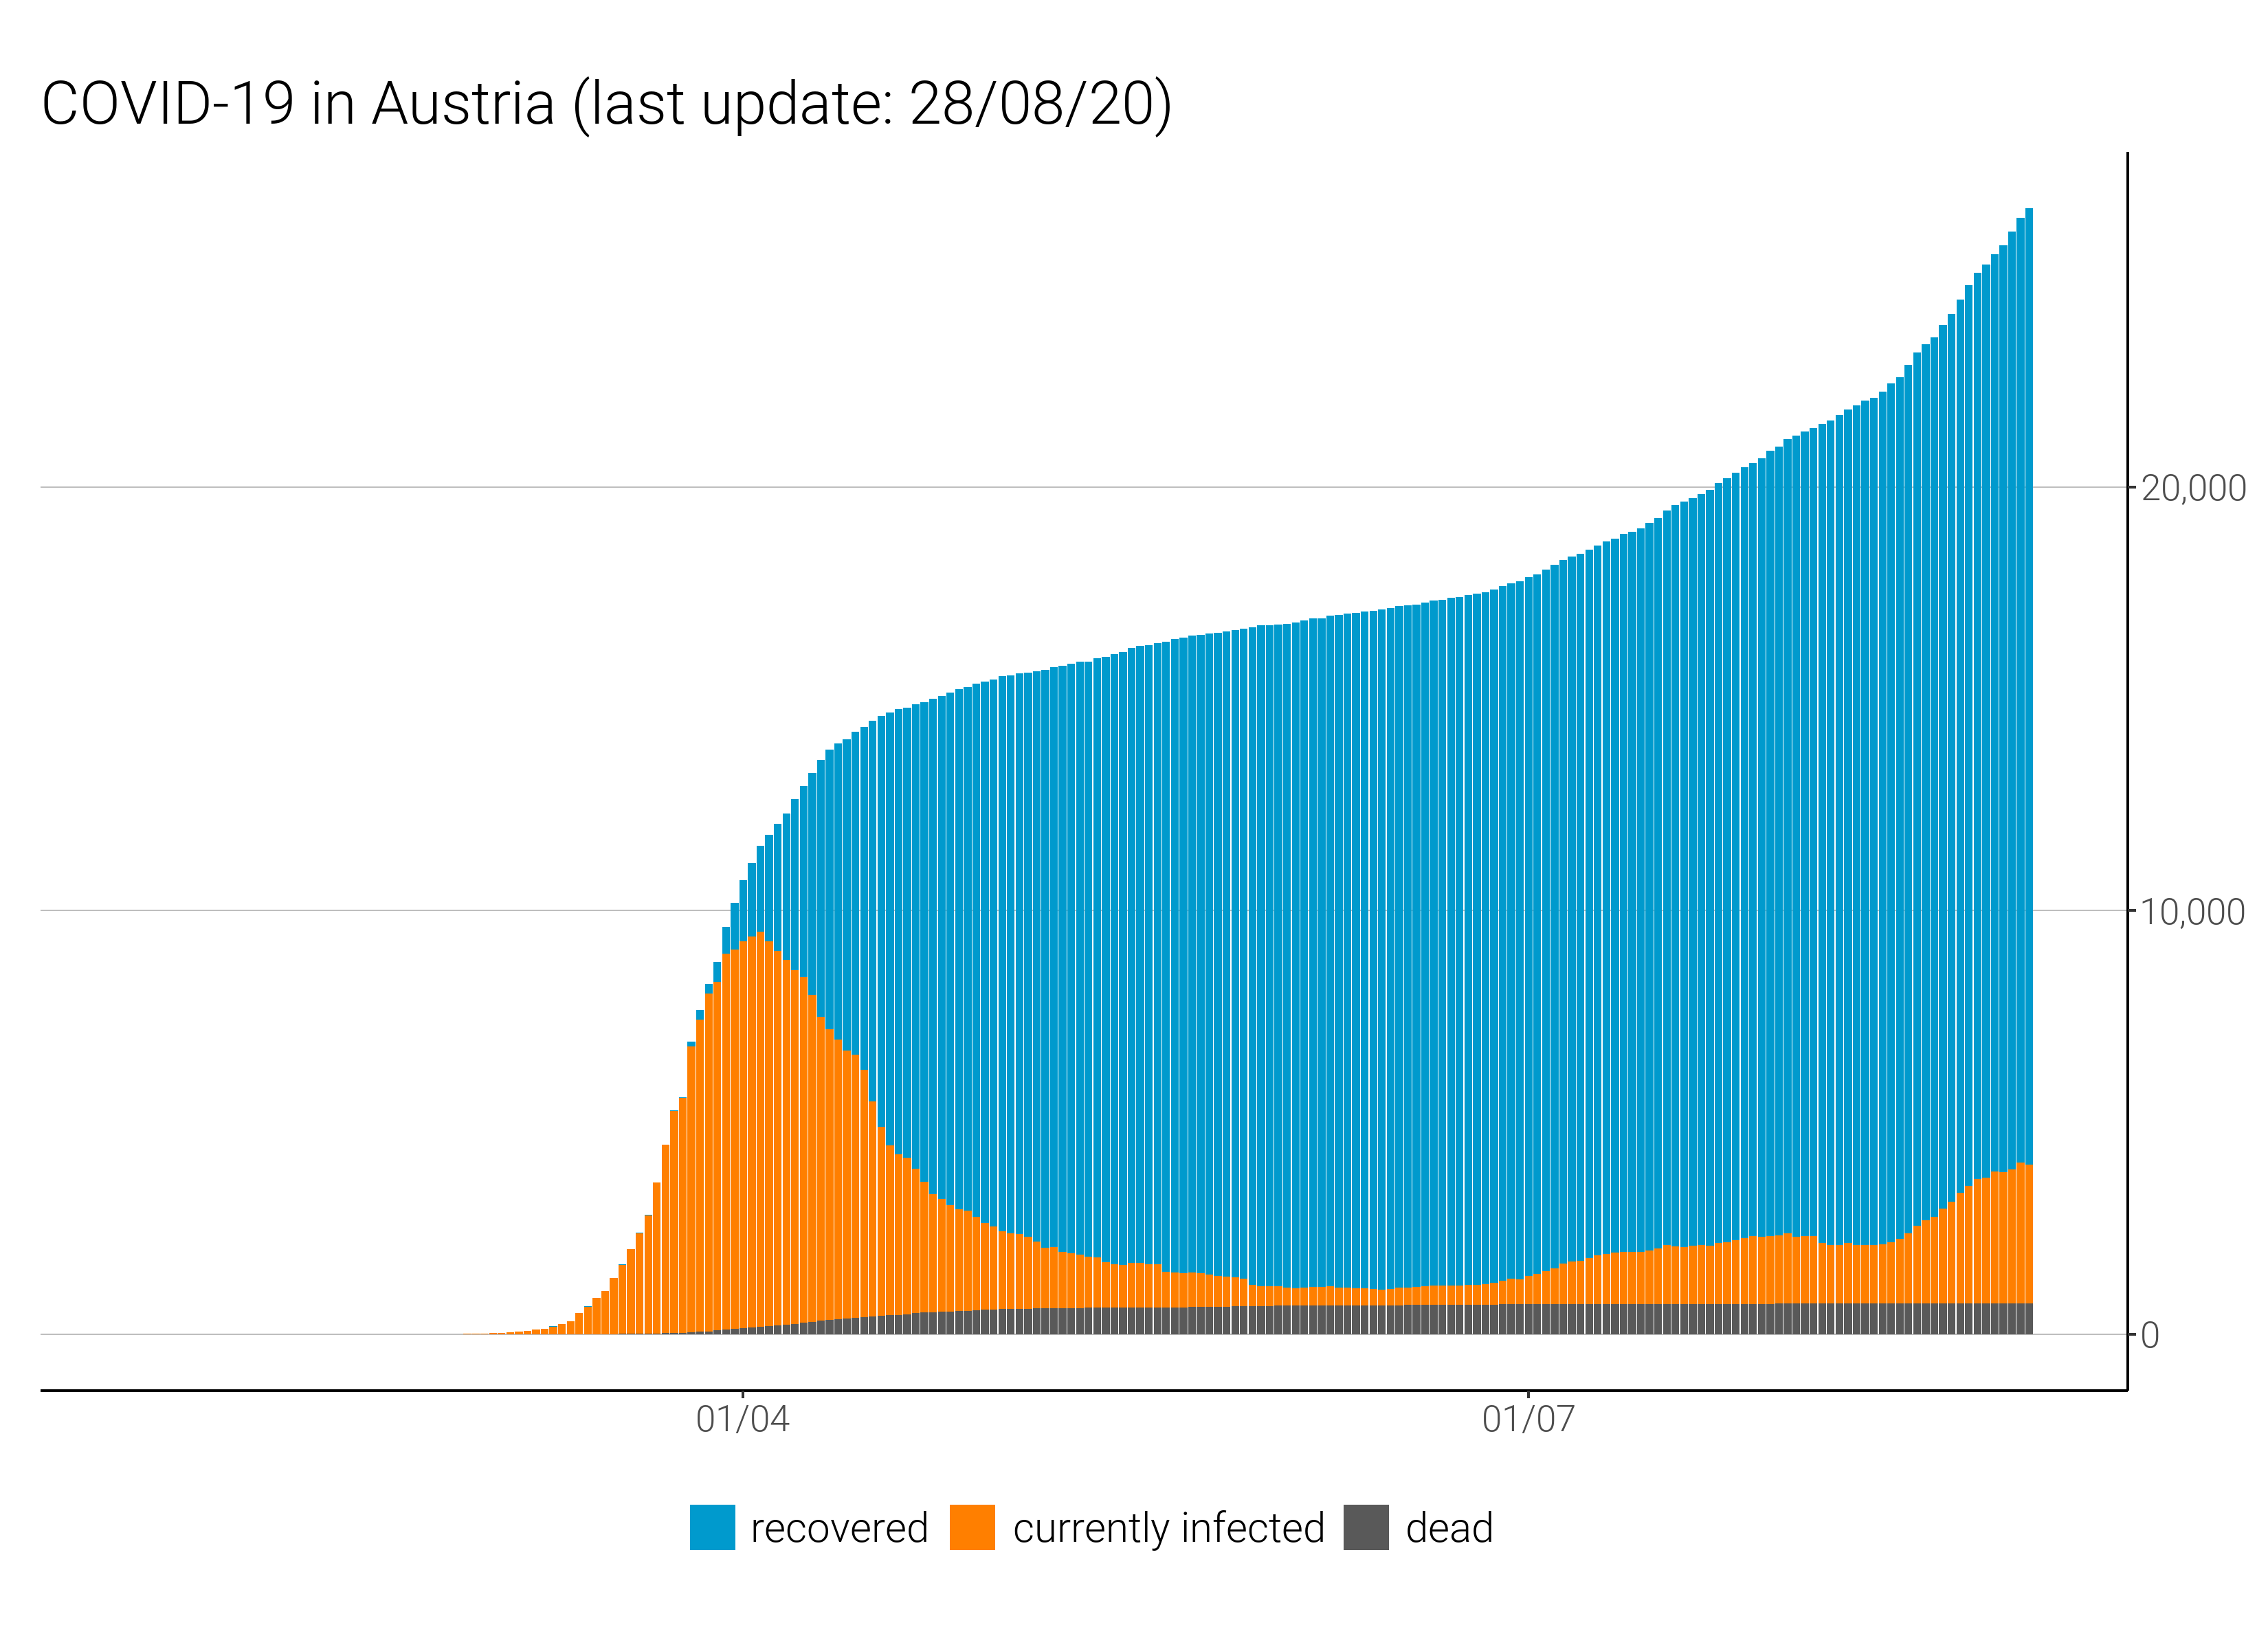 COVID-19 in Austria (last update: 28/08/20)
20,000
10,000
0
01/04 01/07
recovered currently infected dead